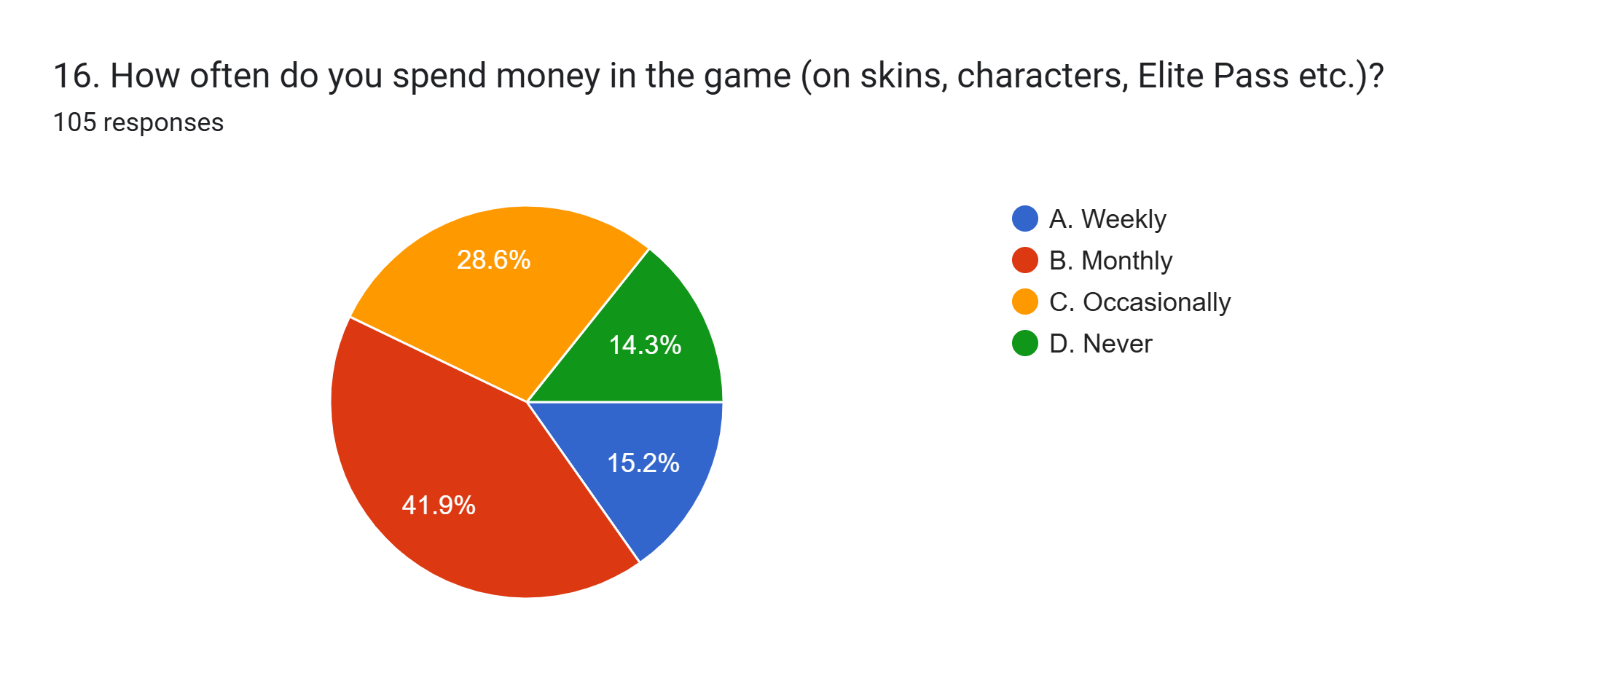 16. How often do you spend money in the game (on skins, characters, Elite Pass etc.)?
105 responses
A. Weekly
B. Monthly
C. Occasionally
D. Never
28.6%
14.3%
15.2%
41.9%